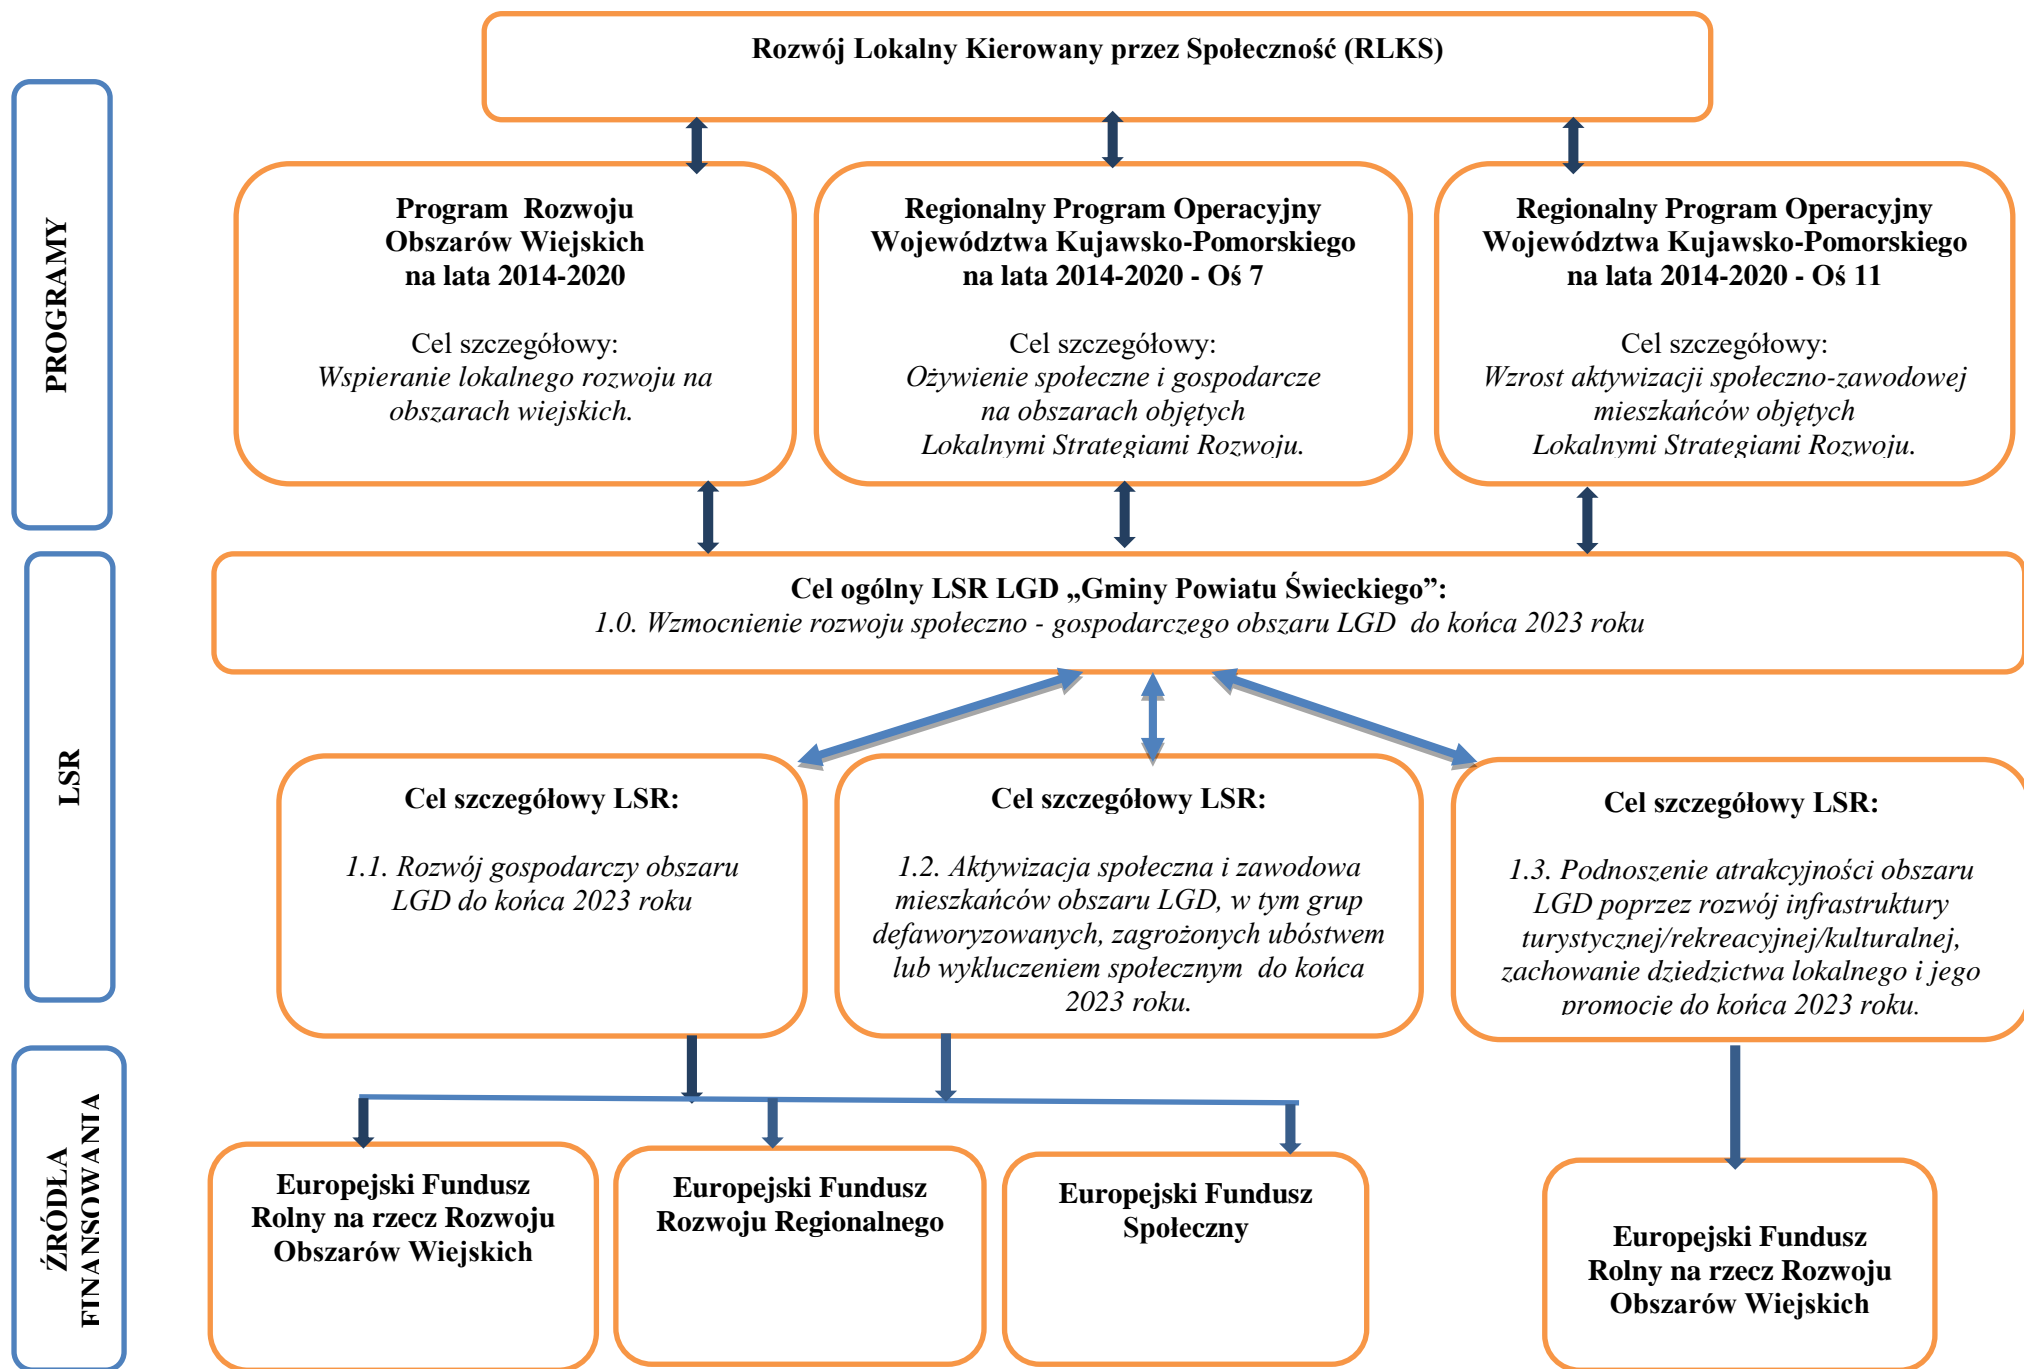 Rozwój Lokalny Kierowany przez Społeczność (RLKS)
PROGRAMY
Program Rozwoju
Obszarów Wiejskich
na lata 2014-2020
Cel szczegółowy:
Wspieranie lokalnego rozwoju na
obszarach wiejskich.
Regionalny Program Operacyjny
Województwa Kujawsko-Pomorskiego
na lata 2014-2020 - Oś 7
Cel szczegółowy:
Ożywienie społeczne i gospodarcze
na obszarach objętych
Lokalnymi Strategiami Rozwoju.
Regionalny Program Operacyjny
Województwa Kujawsko-Pomorskiego
na lata 2014-2020 - Oś 11
Cel szczegółowy:
Wzrost aktywizacji społeczno-zawodowej
mieszkańców objętych
Lokalnymi Strategiami Rozwoju.
LSR
Cel ogólny LSR LGD „Gminy Powiatu Świeckiego”:
1.0. Wzmocnienie rozwoju społeczno - gospodarczego obszaru LGD do końca 2023 roku
Cel szczegółowy LSR:
1.1. Rozwój gospodarczy obszaru
LGD do końca 2023 roku
Cel szczegółowy LSR:
1.2. Aktywizacja społeczna i zawodowa
mieszkańców obszaru LGD, w tym grup
defaworyzowanych, zagrożonych ubóstwem
lub wykluczeniem społecznym do końca
2023 roku.
Cel szczegółowy LSR:
1.3. Podnoszenie atrakcyjności obszaru
LGD poprzez rozwój infrastruktury
turystycznej/rekreacyjnej/kulturalnej,
zachowanie dziedzictwa lokalnego i jego
promocję do końca 2023 roku.
ŹRÓDŁA
FINANSOWANIA
Europejski Fundusz
Rolny na rzecz Rozwoju
Obszarów Wiejskich
Europejski Fundusz
Rozwoju Regionalnego
Europejski Fundusz
Społeczny
Europejski Fundusz
Rolny na rzecz Rozwoju
Obszarów Wiejskich